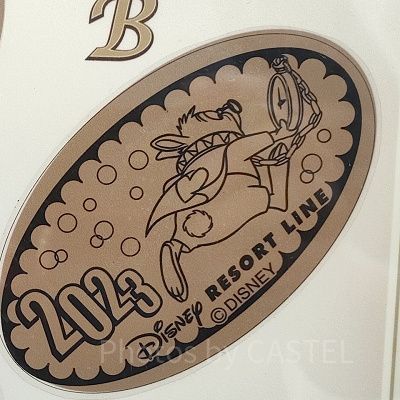 B
2023
Disney RESORT LINE
©DISNEY
Photos by CASTEL